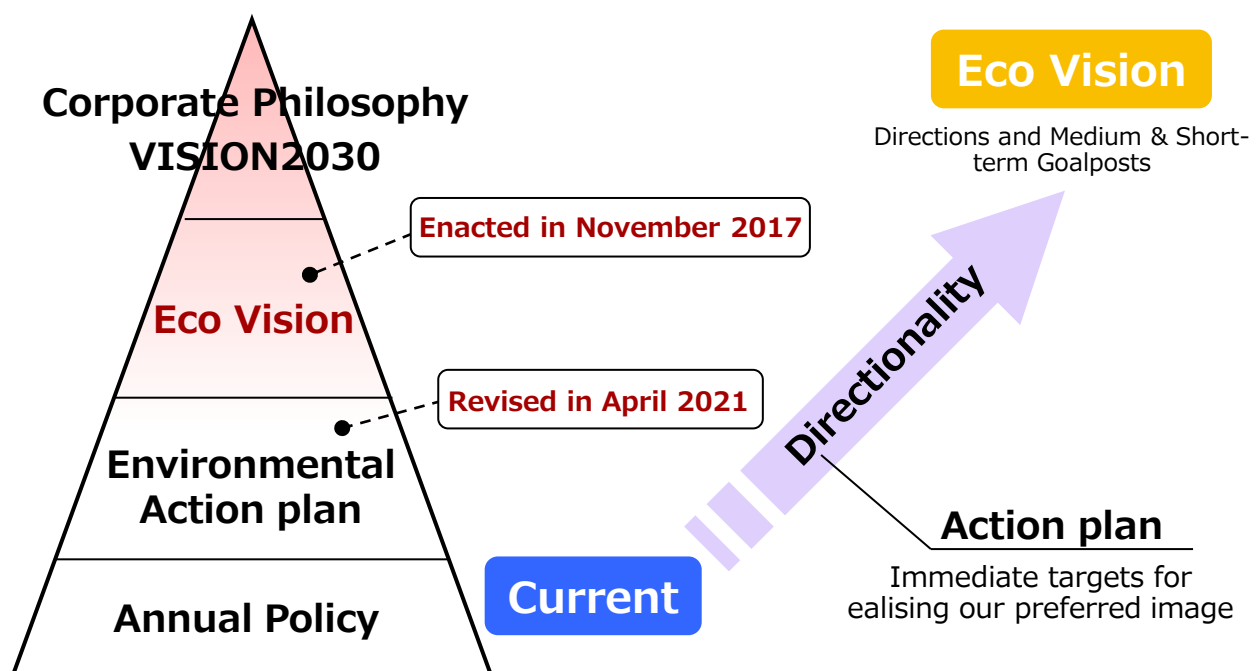 Corporate Philosophy
VISION2030
Enacted in November 2017
Eco Vision
Revised in April 2021
Environmental
Action plan
Annual Policy
Eco Vision
Directions and Medium & Short-
term Goalposts
Directionality
Action plan
Immediate targets for
ealising our preferred image
Current